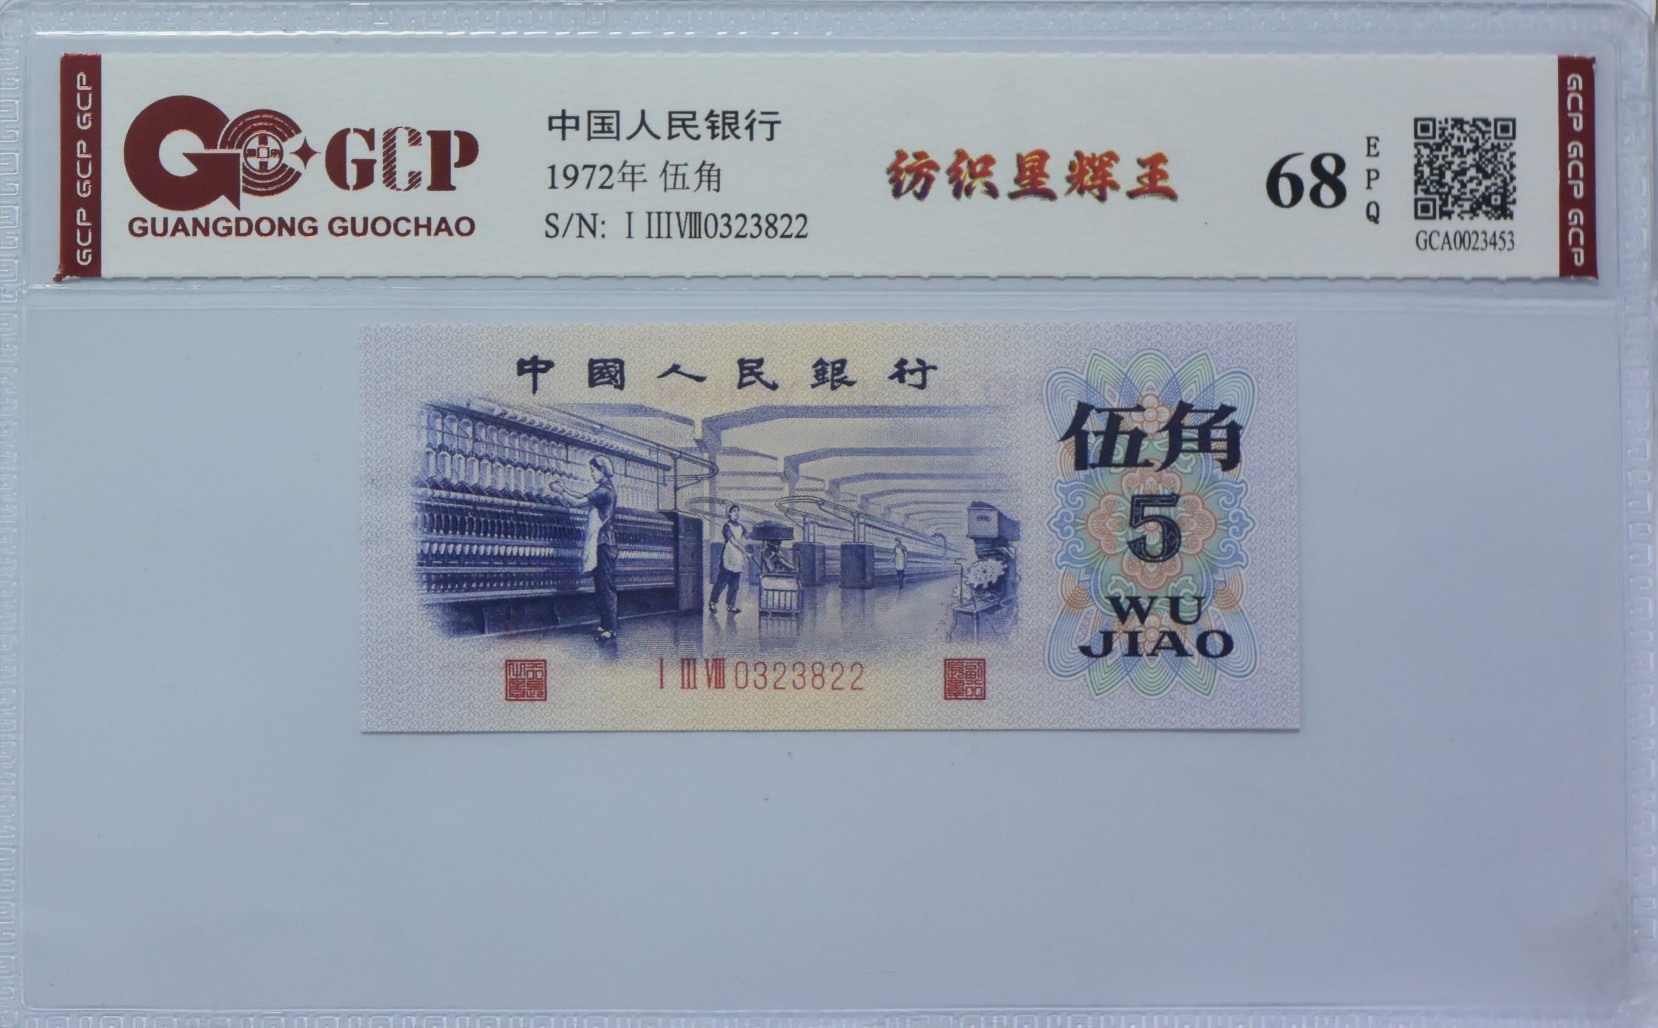 GCP GCP GCP
GCP
GUANGDONG GUOCHAO
中国人民银行
1972年 伍角
S/N: Ⅰ Ⅲ Ⅷ 0323822
纺织星辉王
68
EPQ
GCA0023453
GCP GCP GCP
中國人民銀行
伍角
5
WU
JIAO
Ⅰ Ⅲ Ⅷ 0323822